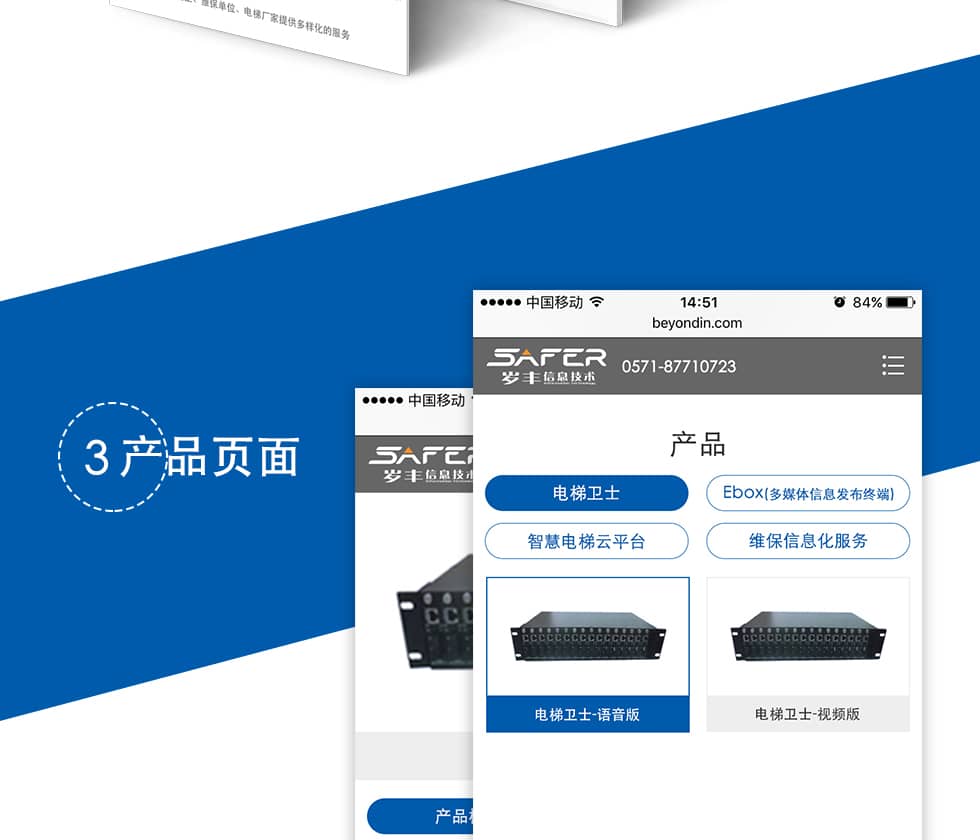 维保单位、电梯厂家提供多样化的服务
中国移动
14:51
84%
beyondin.com
SAFER
岁丰信息技术
0571-87710723
中国移动
SAFER
岁丰信息技术
3 产品页面
产品
电梯卫士
Ebox(多媒体信息发布终端)
智慧电梯云平台
维保信息化服务
电梯卫士-语音版
电梯卫士-视频版
产品